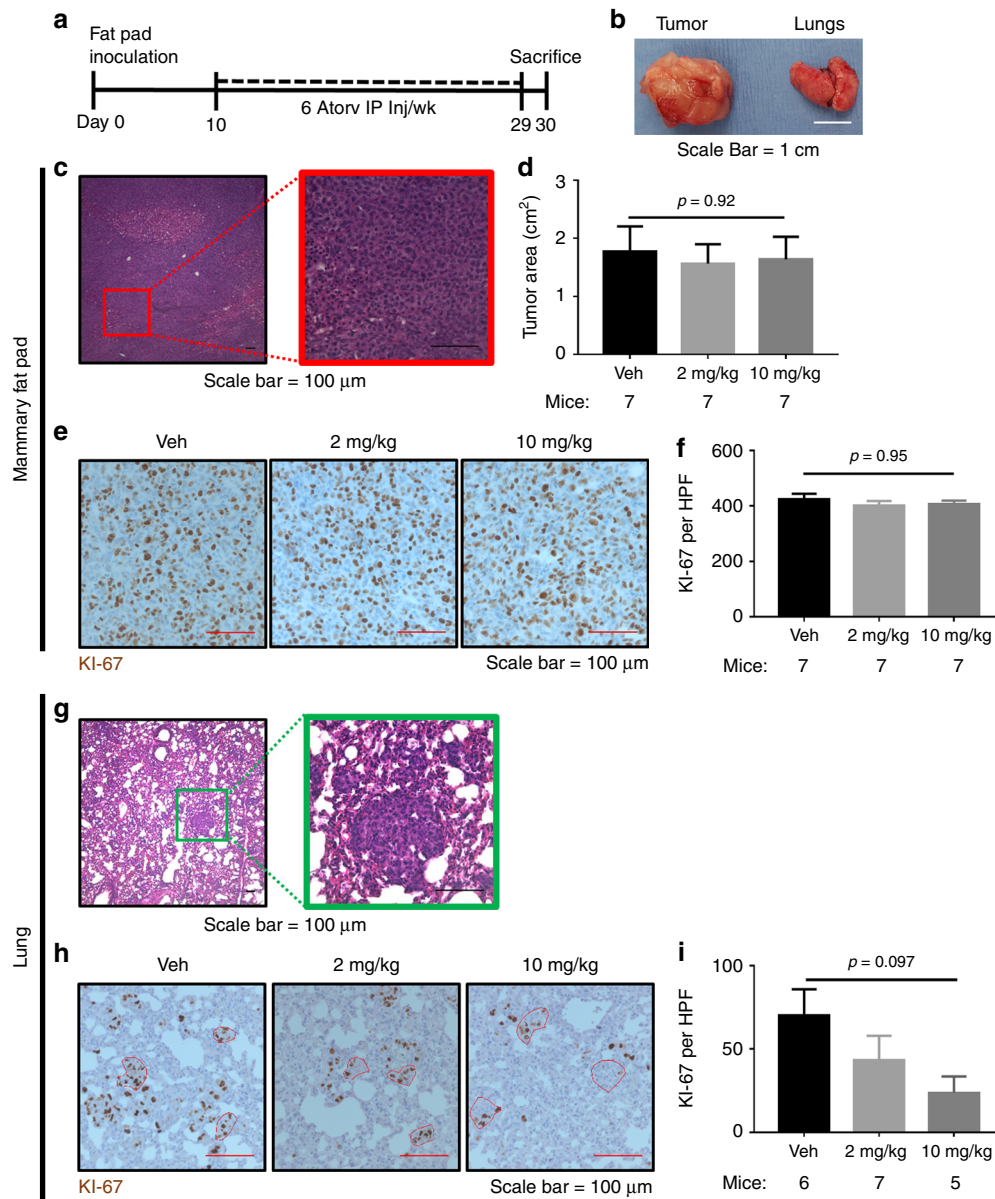 a
Fat pad
inoculation
Sacrifice
6 Atorv IP Inj/wk
Day 0
10
29
30
b
Tumor
Lungs
Scale Bar = 1 cm
Mammary fat pad
c
Scale bar = 100 μm
d
Tumor area (cm²)
3
2
1
0
p = 0.92
Veh
2 mg/kg
10 mg/kg
Mice:
7
7
7
e
Veh
2 mg/kg
10 mg/kg
KI-67
Scale bar = 100 μm
f
KI-67 per HPF
600
400
200
0
p = 0.95
Veh
2 mg/kg
10 mg/kg
Mice:
7
7
7
Lung
g
Scale bar = 100 μm
h
Veh
2 mg/kg
10 mg/kg
KI-67
Scale bar = 100 μm
i
KI-67 per HPF
100
50
0
p = 0.097
Veh
2 mg/kg
10 mg/kg
Mice:
6
7
5